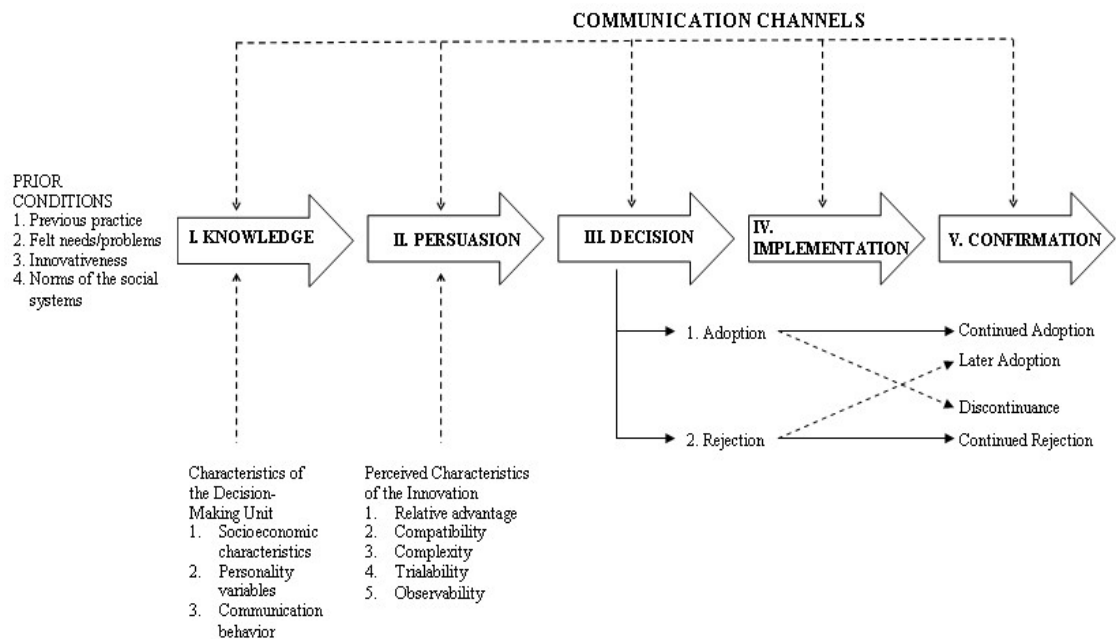 COMMUNICATION CHANNELS
PRIOR
CONDITIONS
1. Previous practice
2. Felt needs/problems
3. Innovativeness
4. Norms of the social
systems
I. KNOWLEDGE
II. PERSUASION
III. DECISION
IV.
IMPLEMENTATION
V. CONFIRMATION
1. Adoption
Continued Adoption
Later Adoption
Discontinuance
2. Rejection
Continued Rejection
Characteristics of
the Decision-
Making Unit
1. Socioeconomic
characteristics
2. Personality
variables
3. Communication
behavior
Perceived Characteristics
of the Innovation
1. Relative advantage
2. Compatibility
3. Complexity
4. Trialability
5. Observability